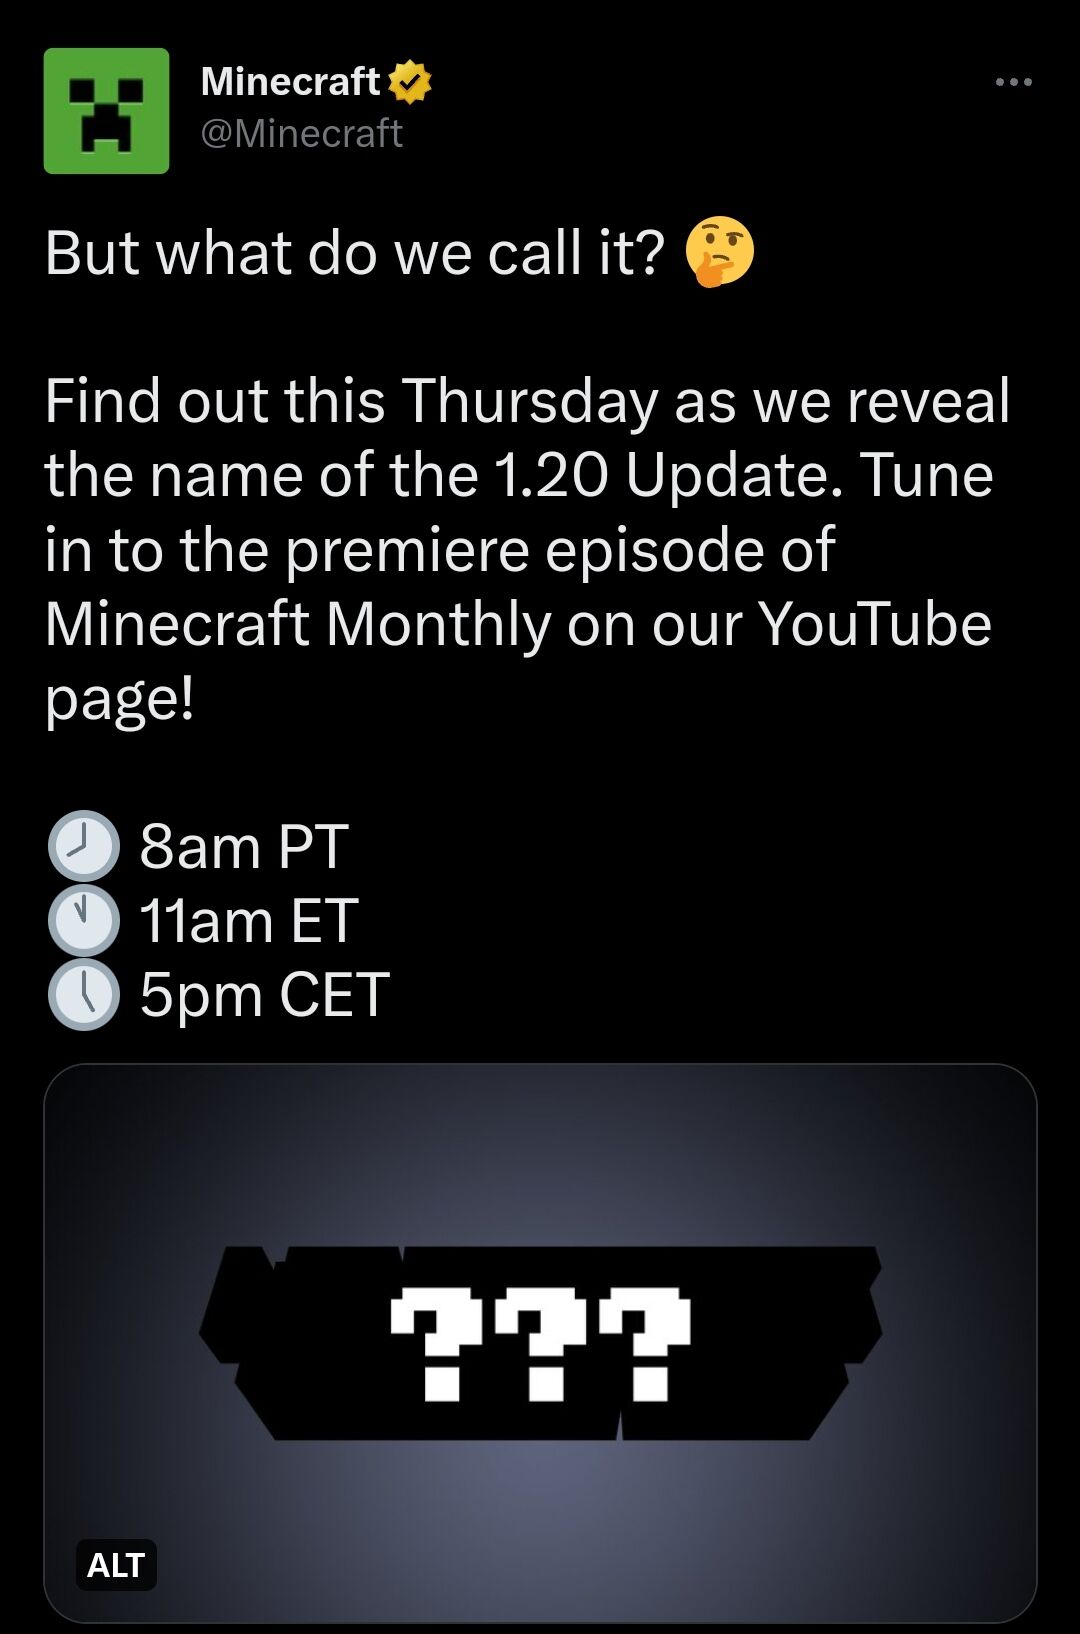 Minecraft
@Minecraft
But what do we call it? 🤔
Find out this Thursday as we reveal
the name of the 1.20 Update. Tune
in to the premiere episode of
Minecraft Monthly on our YouTube
page!
🕗 8am PT
🕚 11am ET
🕔 5pm CET
???
ALT